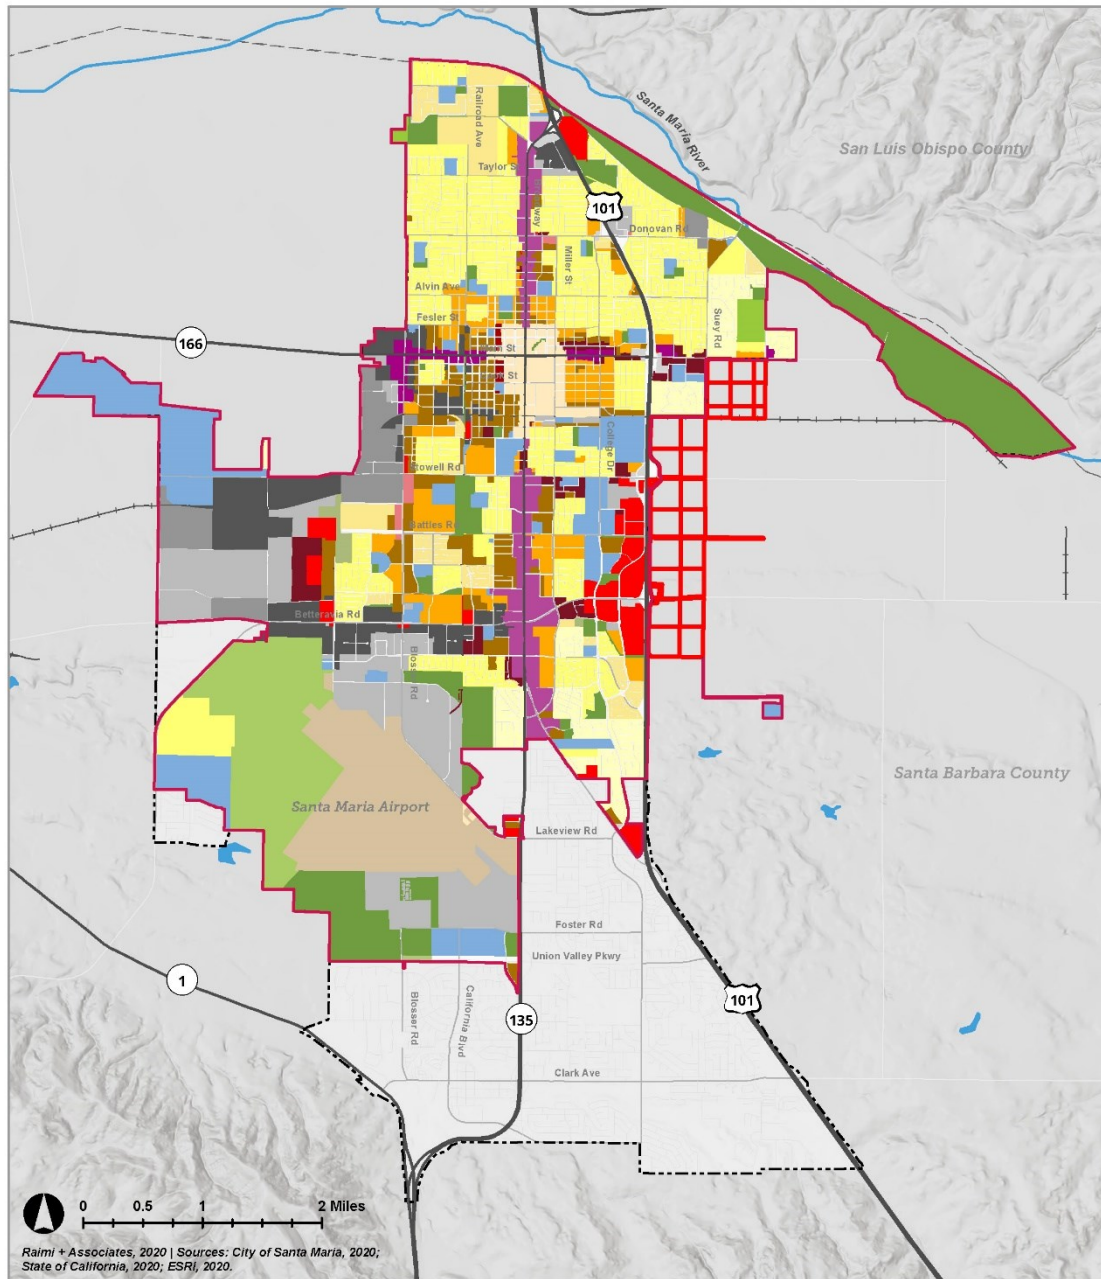 Santa Maria River
San Luis Obispo County
Railroad Ave
Taylor S
101
way
Donovan Rd
Miller St
Alvin Ave
Fesler St
Suey Rd
166
St
St
College Dr
Stowell Rd
Battles Rd
Betteravia Rd
Blosser Rd
Santa Barbara County
Santa Maria Airport
Lakeview Rd
Foster Rd
Union Valley Pkwy
1
Blosser Rd
California Blvd
101
135
Clark Ave
0 0.5 1 2 Miles
Raimi + Associates, 2020 | Sources: City of Santa Maria, 2020;
State of California, 2020; ESRI, 2020.